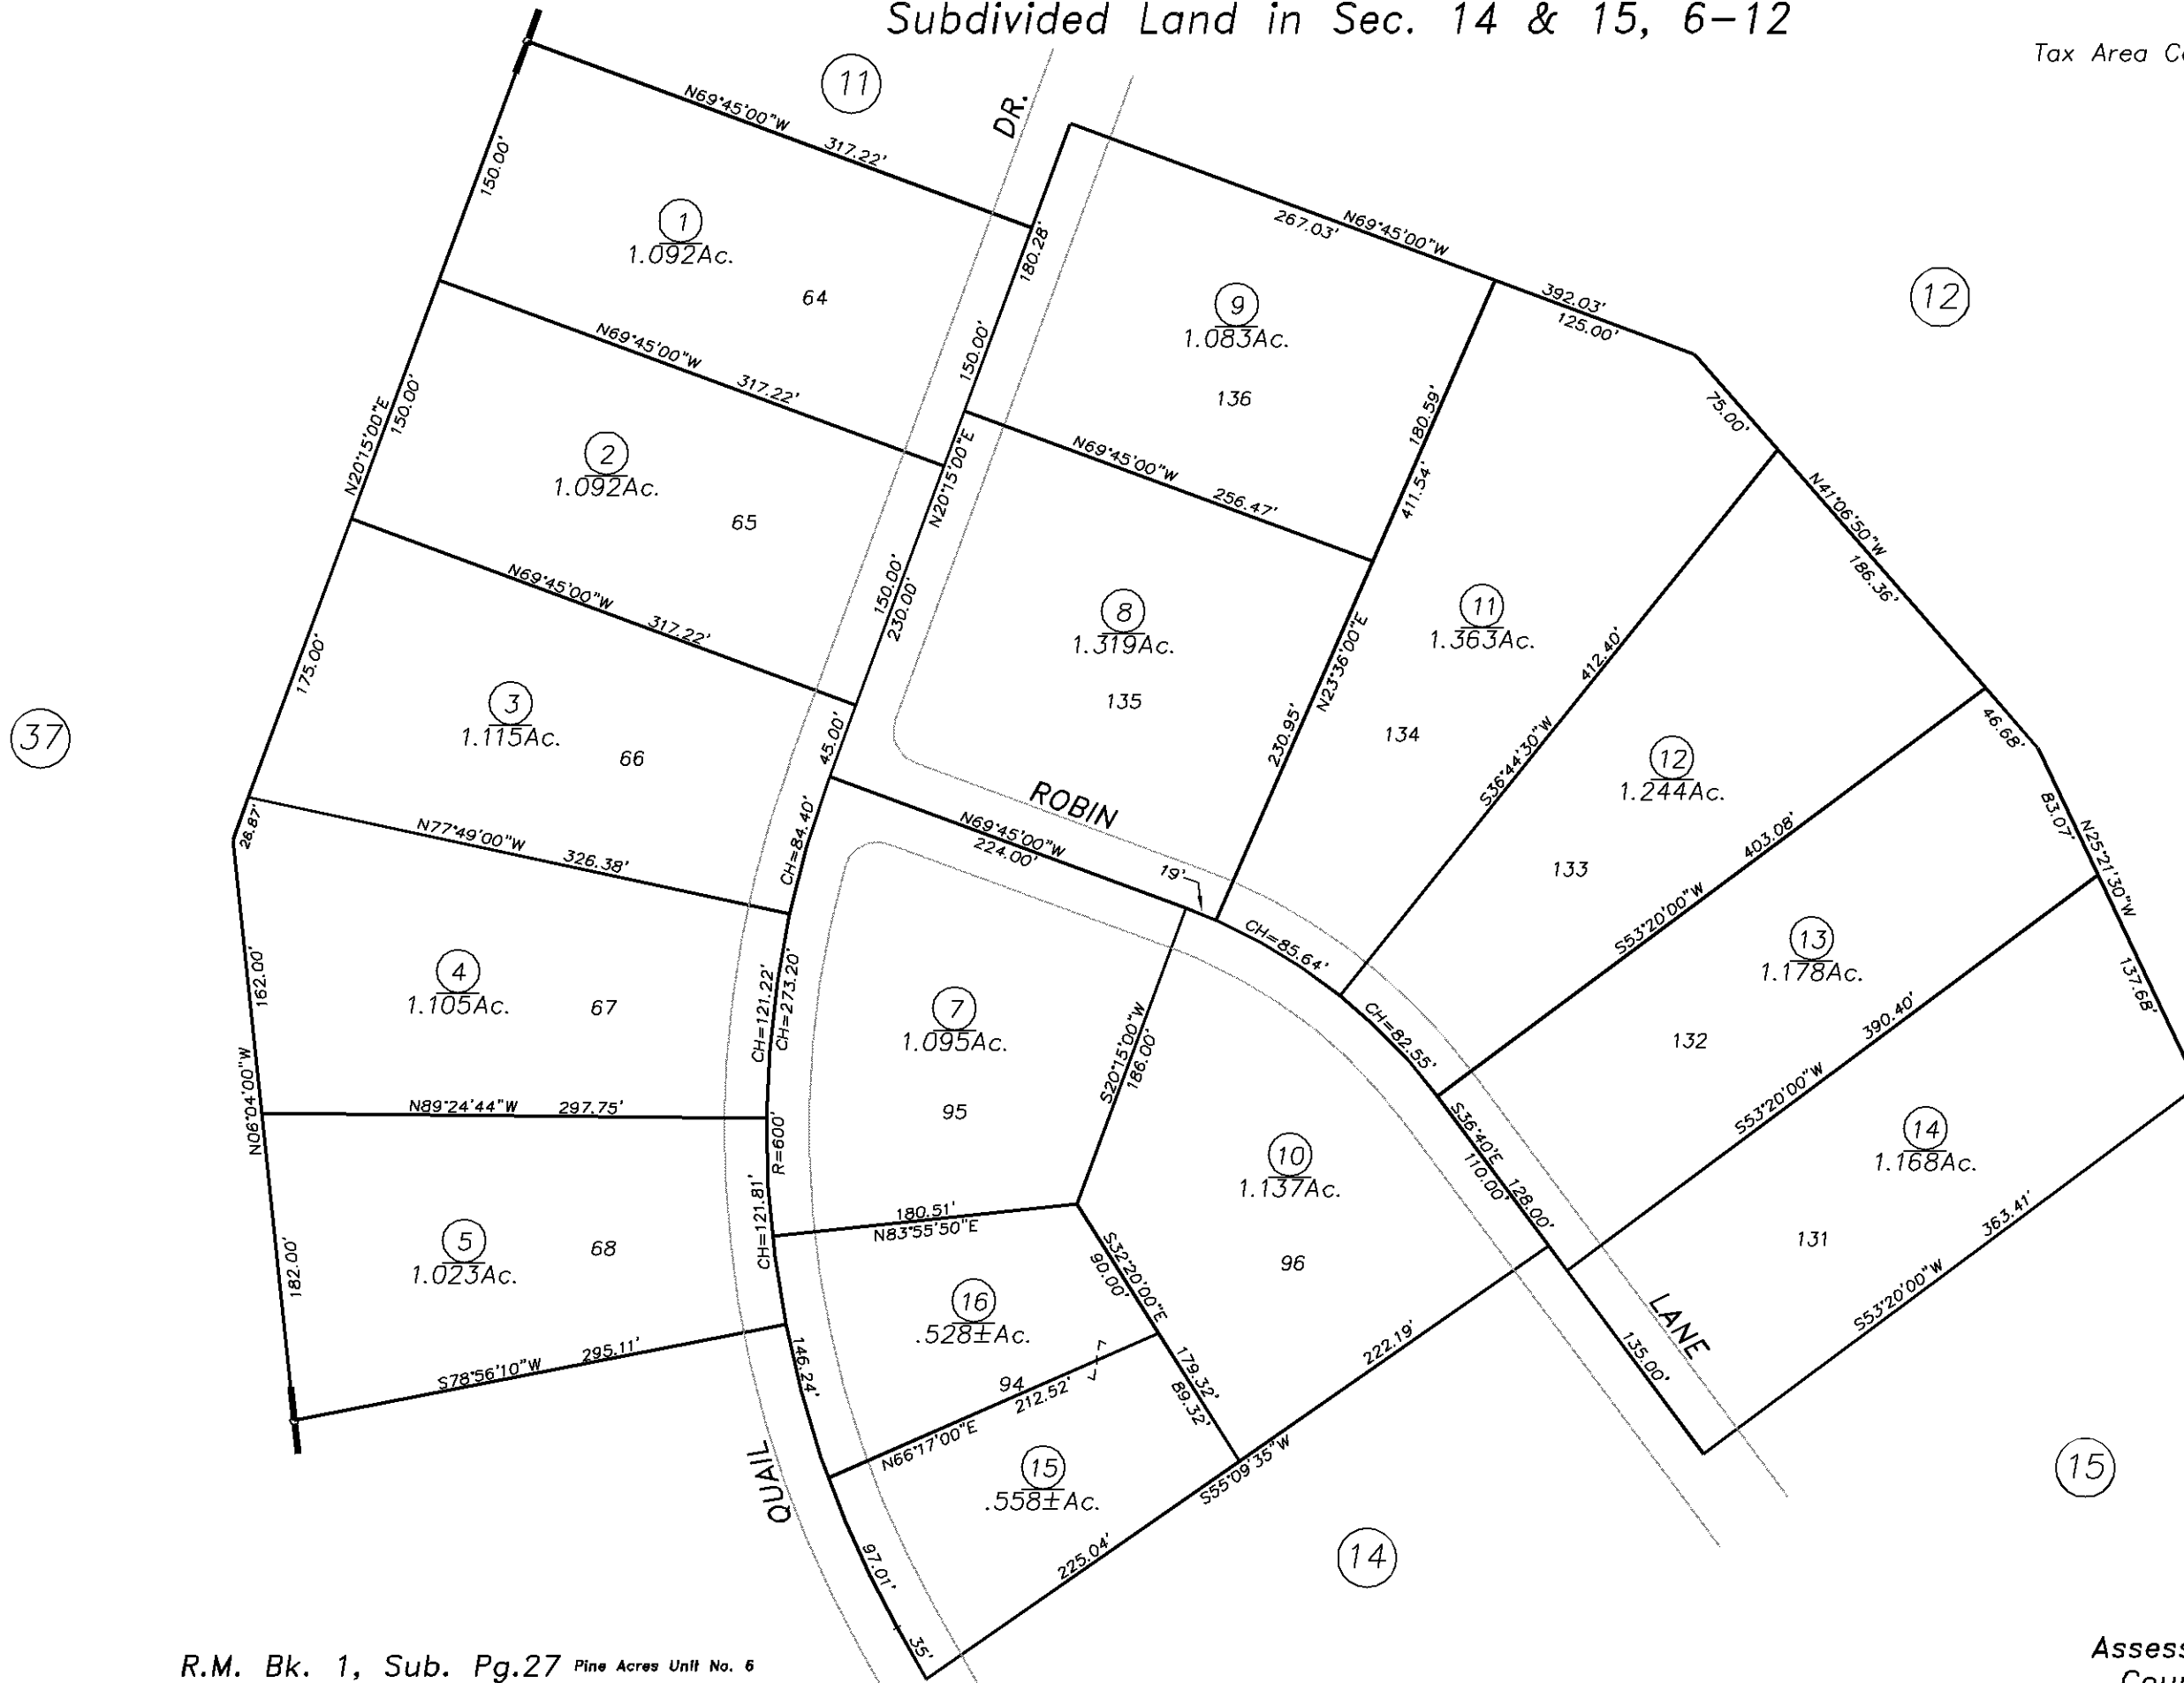 Subdivided Land in Sec. 14 & 15, 6-12
Tax Area
11
DR.
N69°45'00"W
317.22'
150.00'
1
1.092Ac.
64
180.28'
N69°45'00"W
267.03'
392.03'
125.00'
12
9
1.083Ac.
136
150.00'
75.00'
N69°45'00"W
317.22'
N20°15'00"E
150.00'
2
1.092Ac.
65
N20°15'00"E
N69°45'00"W
256.47'
180.59'
411.54'
N41°06'50"W
186.36'
N69°45'00"W
317.22'
150.00'
230.00'
8
1.319Ac.
135
N23°36'00"E
230.95'
11
1.363Ac.
134
S36°44'30"W
412.40'
175.00'
3
1.115Ac.
66
45.00'
37
12
1.244Ac.
133
46.68'
83.07'
N25°21'30"W
137.68'
28.87'
N77°49'00"W
326.38'
CH=84.40'
ROBIN
N69°45'00"W
224.00'
19'
CH=85.64'
S53°20'00"W
403.08'
13
1.178Ac.
132
162.00'
4
1.105Ac.
67
CH=121.22'
CH=273.20'
7
1.095Ac.
95
S20°15'00"W
186.00'
CH=82.55'
S53°20'00"W
390.40'
N06°04'00"W
N89°24'44"W
297.75'
R=600'
S36°40'E
110.00'
128.00'
10
1.137Ac.
96
14
1.168Ac.
131
182.00'
5
1.023Ac.
68
CH=121.81'
180.51'
N83°55'50"E
S32°20'00"E
90.00'
16
.528±Ac.
LANE
135.00'
S53°20'00"W
363.41'
S78°56'10"W
295.11'
146.24'
94
212.52'
N66°17'00"E
179.32'
89.32'
222.19'
S55°09'35"W
QUAIL
15
.558±Ac.
225.04'
97.01'
35'
14
15
R.M. Bk. 1, Sub. Pg.27 Pine Acres Unit No. 6